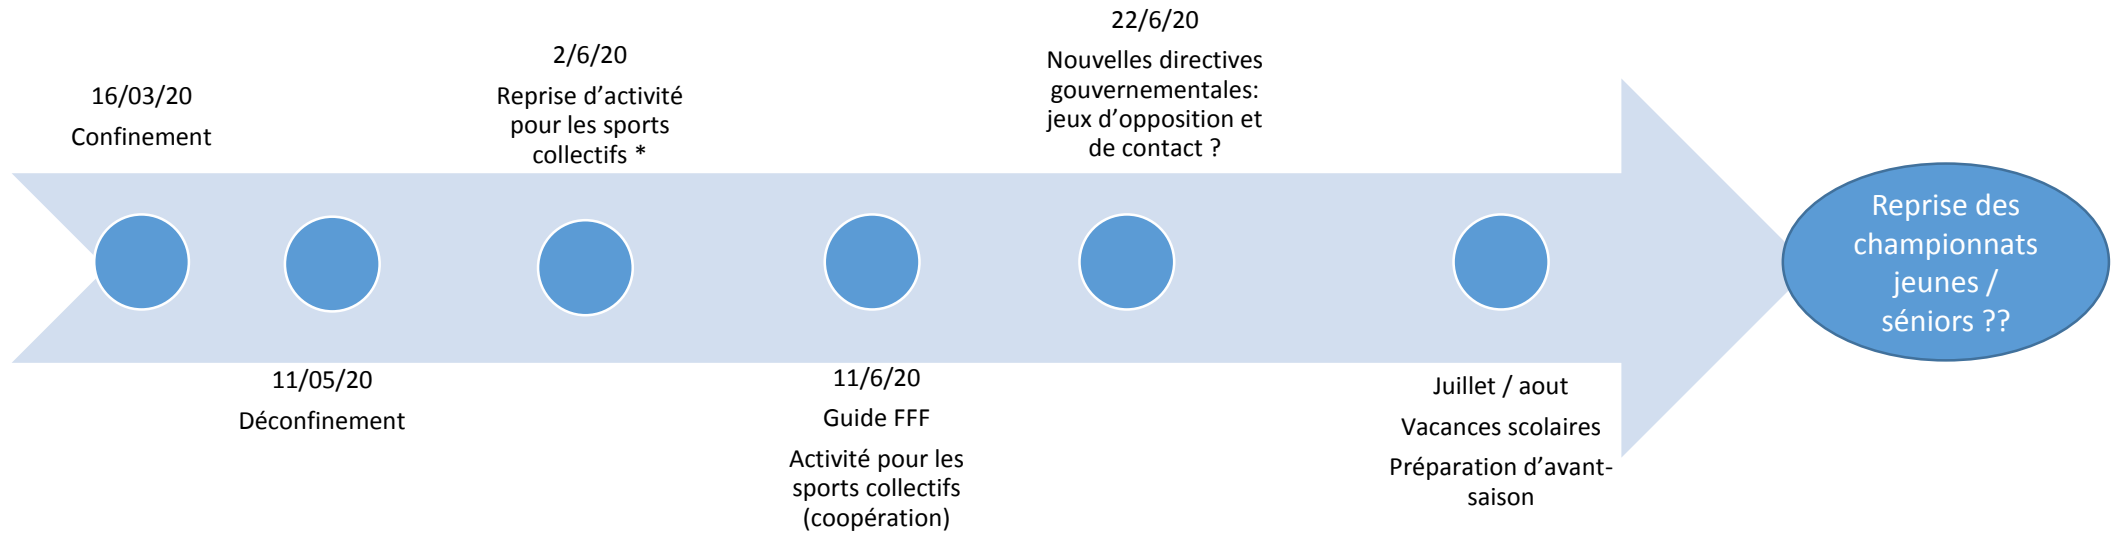 16/03/20
Confinement
11/05/20
Déconfinement
2/6/20
Reprise d’activité
pour les sports
collectifs *
11/6/20
Guide FFF
Activité pour les
sports collectifs
(coopération)
22/6/20
Nouvelles directives
gouvernementales:
jeux d’opposition et
de contact ?
Juillet / aout
Vacances scolaires
Préparation d’avant-
saison
Reprise des
championnats
jeunes /
séniors ??